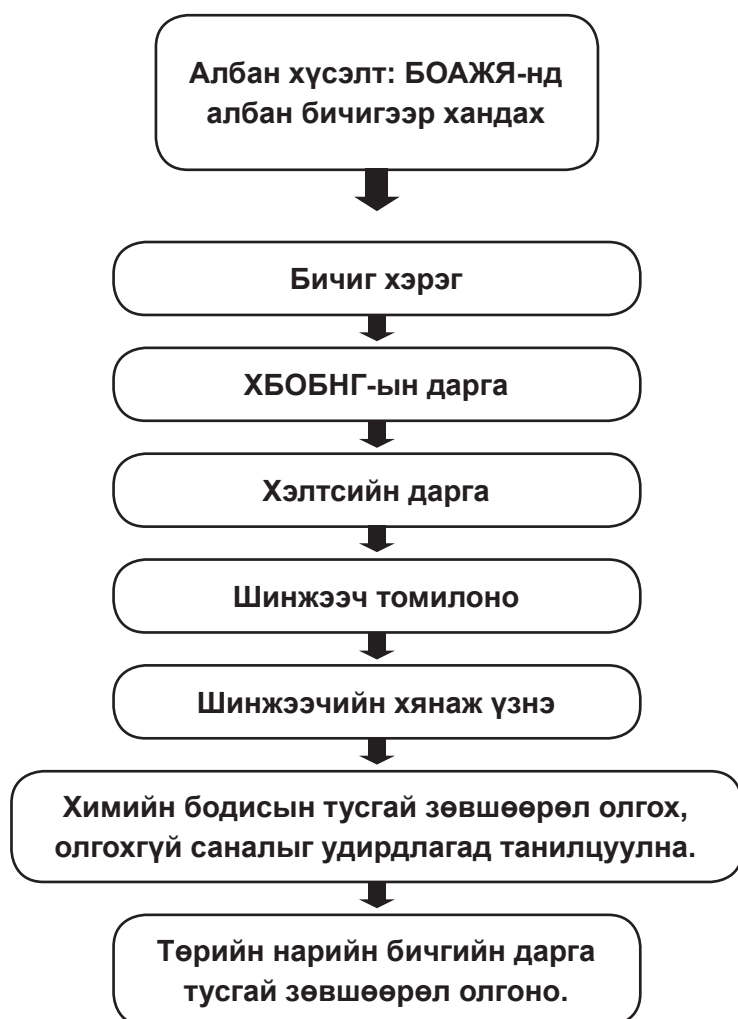 Албан хүсэлт: БОАЖЯ-нд
албан бичигээр хандах
Бичиг хэрэг
ХБОБНГ-ын дарга
Хэлтсийн дарга
Шинжээч томилоно
Шинжээчийн хянаж үзнэ
Химийн бодисын тусгай зөвшөөрөл олгох,
олгохгүй саналыг удирдлагад танилцуулна.
Төрийн нарийн бичгийн дарга
тусгай зөвшөөрөл олгоно.